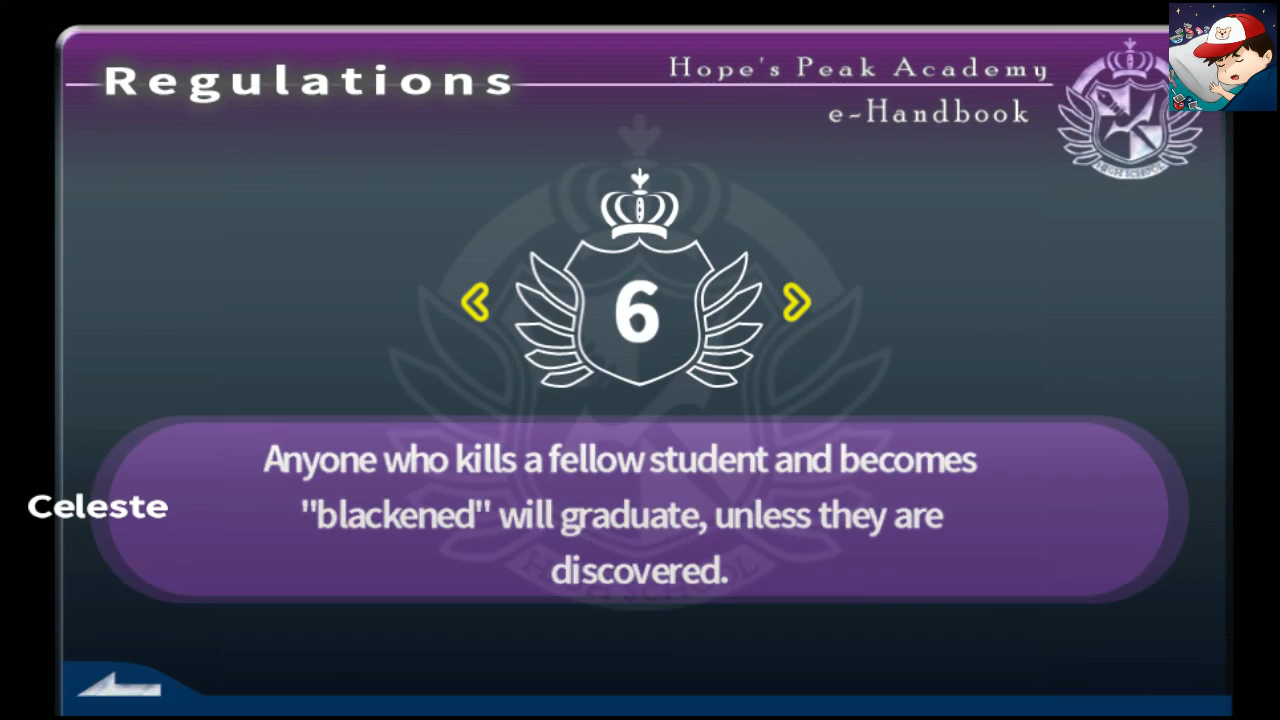 Regulations
Hope's Peak Academy
e-Handbook
6
Anyone who kills a fellow student and becomes
"blackened" will graduate, unless they are
discovered.
Celeste